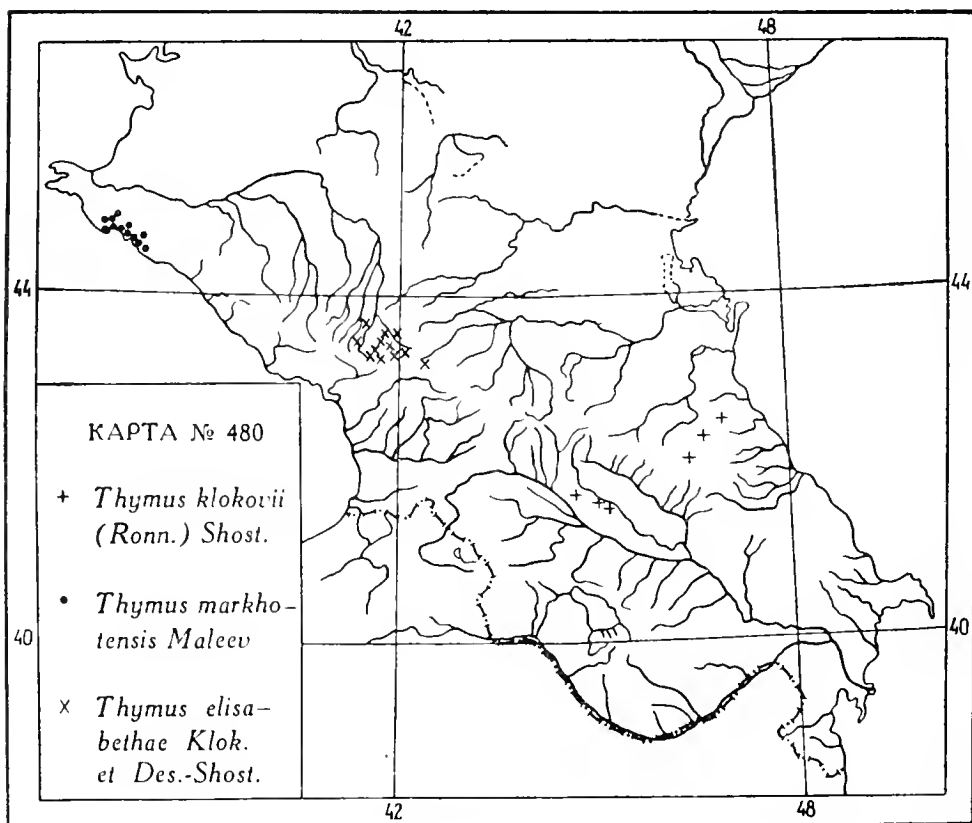 42 48
44 44
КАРТА № 480
+ Thymus klokovii
(Ronn.) Shost.
• Thymus markho-
tensis Maleev
× Thymus elisa-
bethae Klok.
et Des.-Shost.
40 40
42 48